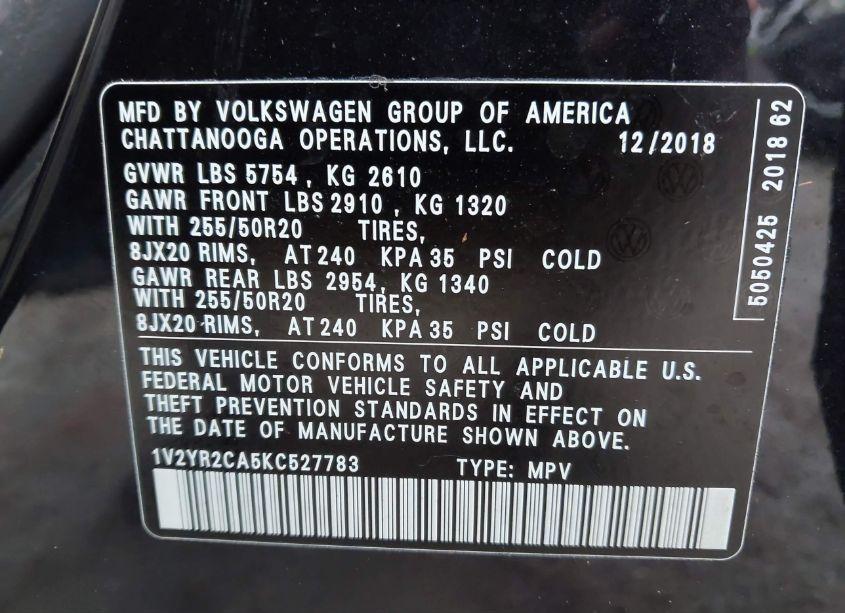 MFD BY VOLKSWAGEN GROUP OF AMERICA
CHATTANOOGA OPERATIONS, LLC. 12/2018
GVWR LBS 5754 , KG 2610
GAWR FRONT LBS 2910 , KG 1320
WITH 255/50R20 TIRES,
8JX20 RIMS, AT 240 KPA 35 PSI COLD
GAWR REAR LBS 2954, KG 1340
WITH 255/50R20 TIRES,
8JX20 RIMS, AT 240 KPA 35 PSI COLD
THIS VEHICLE CONFORMS TO ALL APPLICABLE U.S.
FEDERAL MOTOR VEHICLE SAFETY AND
THEFT PREVENTION STANDARDS IN EFFECT ON
THE DATE OF MANUFACTURE SHOWN ABOVE.
1V2YR2CA5KC527783 TYPE: MPV
5050425 2018 62